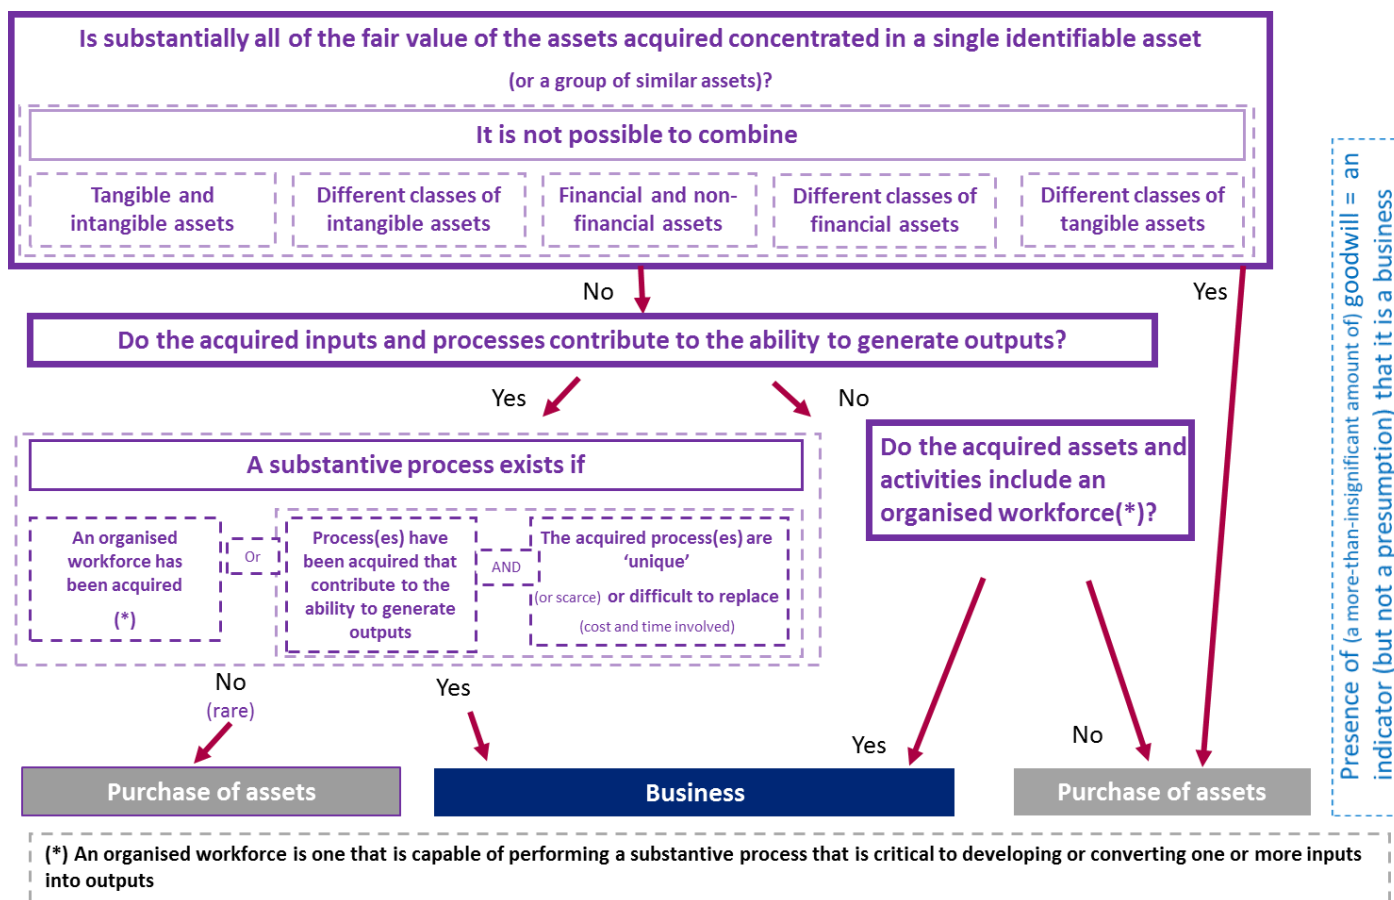 Is substantially all of the fair value of the assets acquired concentrated in a single identifiable asset
(or a group of similar assets)?
It is not possible to combine
Tangible and
intangible assets
Different classes of
intangible assets
Financial and non-
financial assets
Different classes of
financial assets
Different classes of
tangible assets
No
Yes
Do the acquired inputs and processes contribute to the ability to generate outputs?
Yes
No
A substantive process exists if
An organised
workforce has
been acquired
(*)
Or
Process(es) have
been acquired that
contribute to the
ability to generate
outputs
AND
The acquired process(es) are
‘unique’
(or scarce) or difficult to replace
(cost and time involved)
Do the acquired assets and
activities include an
organised workforce(*)?
No
(rare)
Yes
Yes
No
Purchase of assets
Business
Purchase of assets
(*) An organised workforce is one that is capable of performing a substantive process that is critical to developing or converting one or more inputs
into outputs
Presence of (a more-than-insignificant amount of) goodwill = an
indicator (but not a presumption) that it is a business